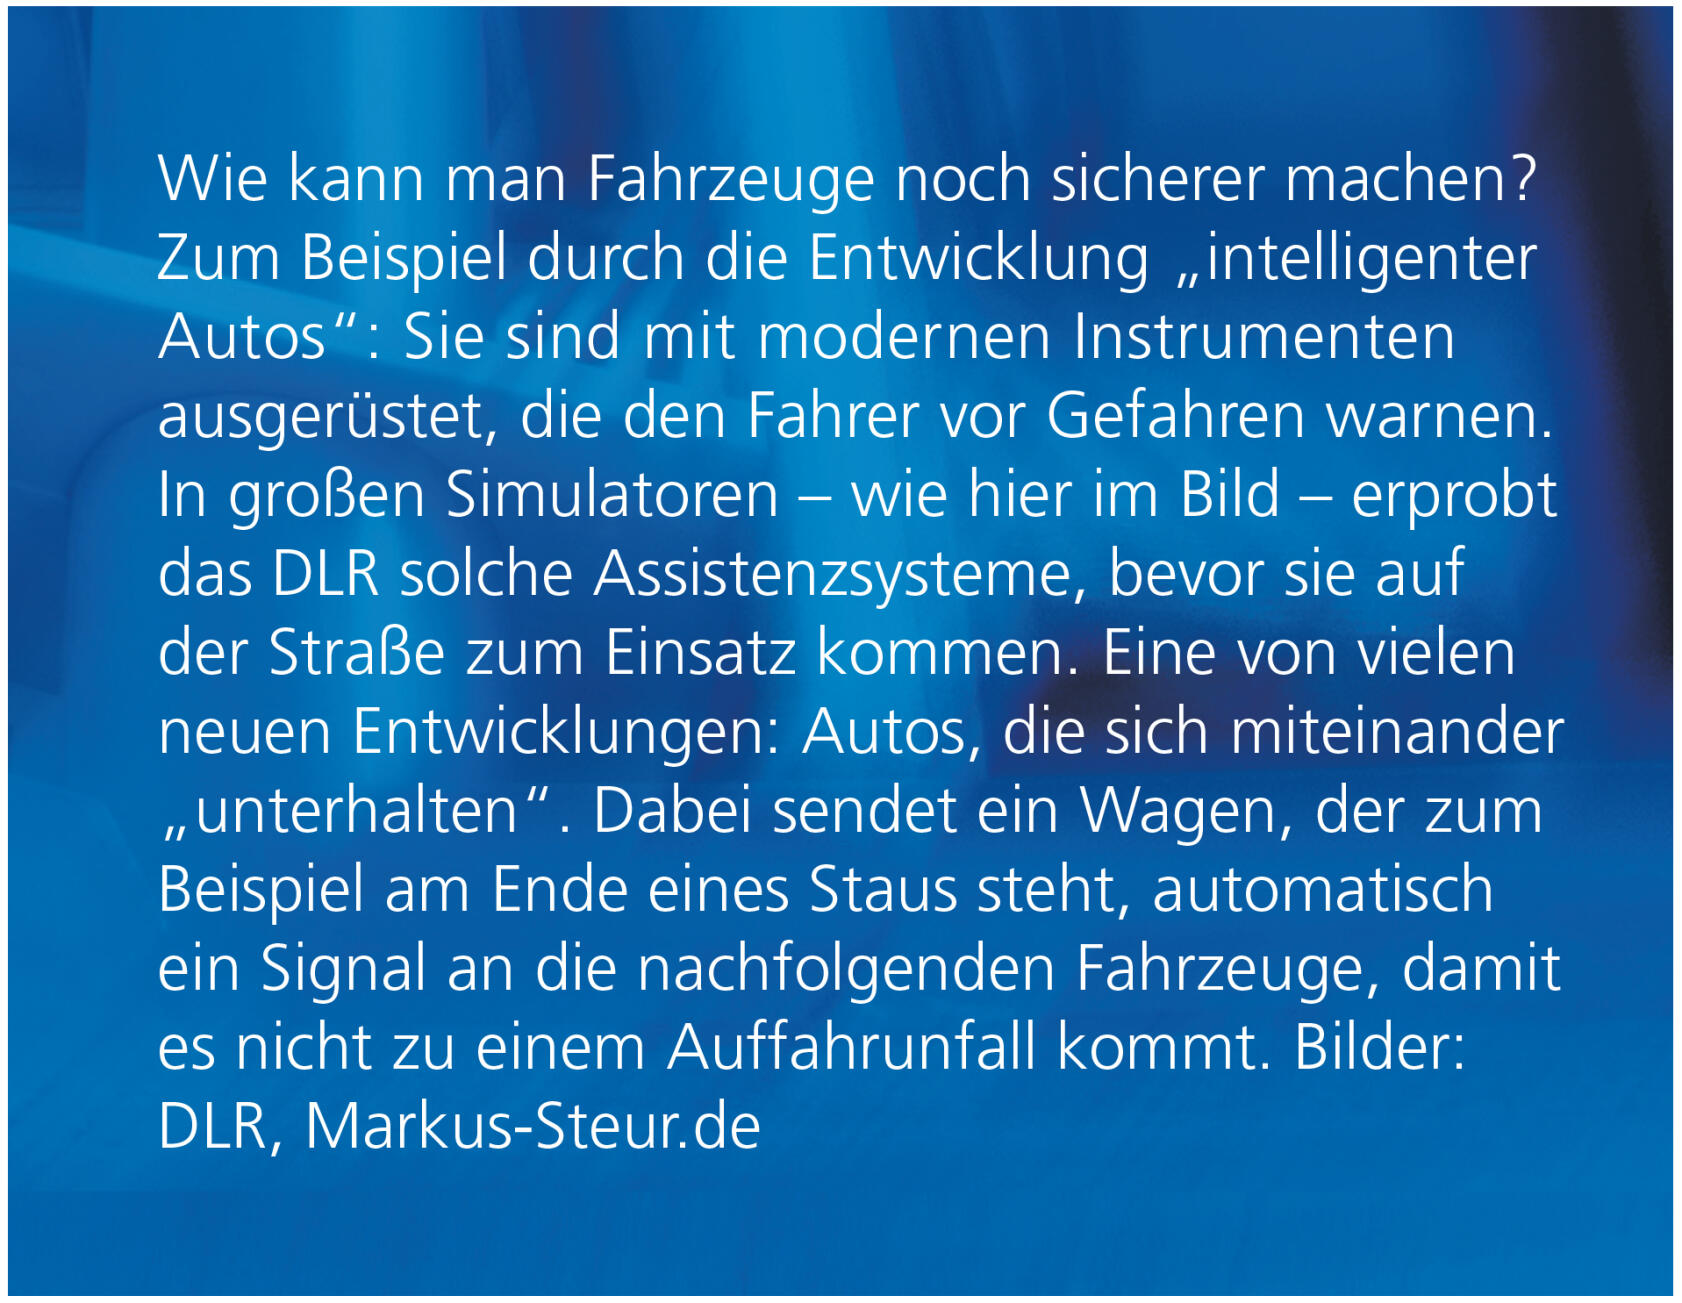 Wie kann man Fahrzeuge noch sicherer machen?
Zum Beispiel durch die Entwicklung „intelligenter
Autos“: Sie sind mit modernen Instrumenten
ausgerüstet, die den Fahrer vor Gefahren warnen.
In großen Simulatoren – wie hier im Bild – erprobt
das DLR solche Assistenzsysteme, bevor sie auf
der Straße zum Einsatz kommen. Eine von vielen
neuen Entwicklungen: Autos, die sich miteinander
„unterhalten“. Dabei sendet ein Wagen, der zum
Beispiel am Ende eines Staus steht, automatisch
ein Signal an die nachfolgenden Fahrzeuge, damit
es nicht zu einem Auffahrunfall kommt. Bilder:
DLR, Markus-Steur.de